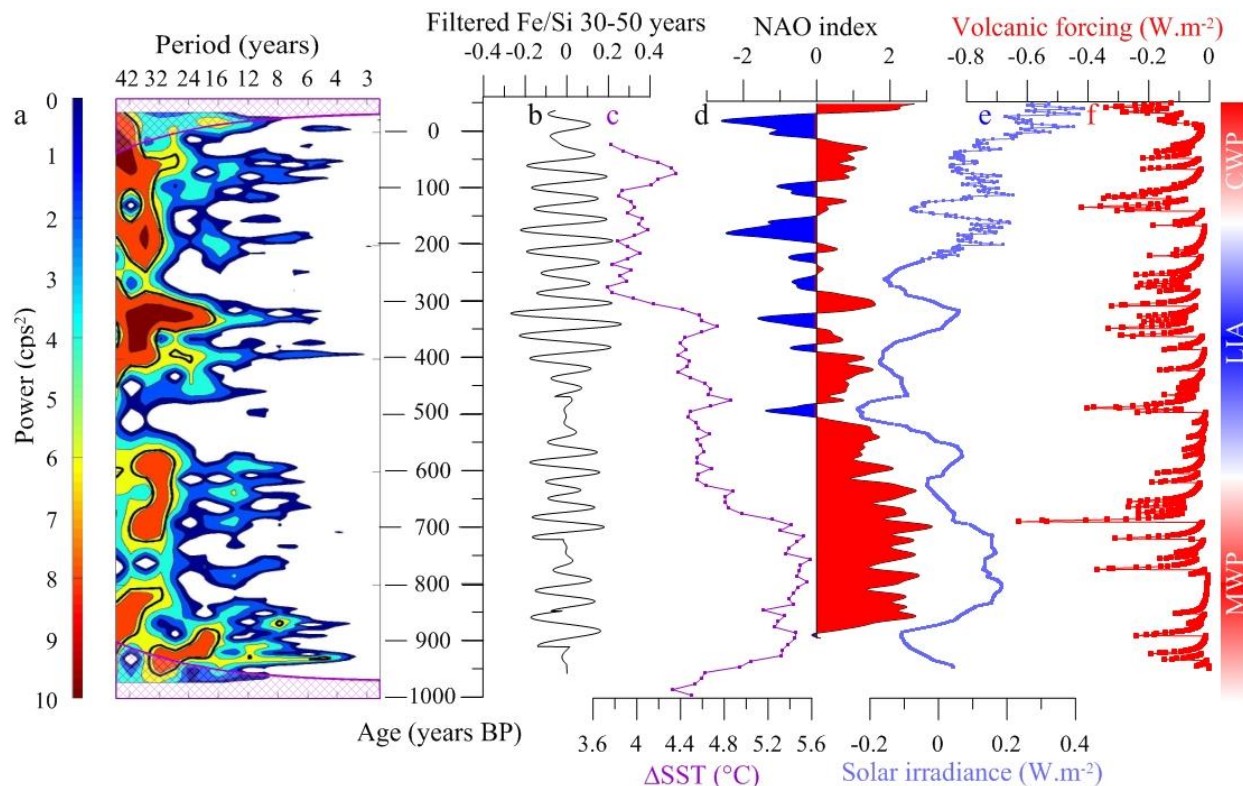 Filtered Fe/Si 30-50 years
NAO index
Volcanic forcing (W.m-2)
Period (years)
-0.4 -0.2 0 0.2 0.4
-2 0 2
-0.8 -0.6 -0.4 -0.2 0
42 32 24 16 12 8 6 3
a
b
c
d
e
f
0
1
2
3
4
5
6
7
8
9
10
Power (cps2)
0
100
200
300
400
500
600
700
800
900
1000
Age (years BP)
CWP
LIA
MWP
3.6 4 4.4 4.8 5.2 5.6
ΔSST (°C)
-0.2 0 0.2 0.4
Solar irradiance (W.m-2)